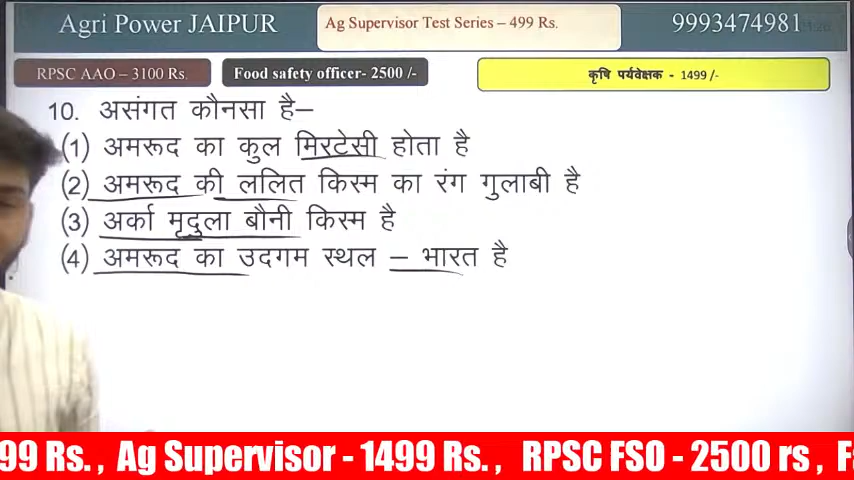 Agri Power JAIPUR
Ag Supervisor Test Series – 499 Rs.
9993474981
RPSC AAO – 3100 Rs.
Food safety officer- 2500 /-
कृषि पर्यवेक्षक - 1499 /-
10. असंगत कौनसा है–
(1) अमरूद का कुल मिरटेसी होता है
(2) अमरूद की ललित किस्म का रंग गुलाबी है
(3) अर्का मृदुला बौनी किस्म है
(4) अमरूद का उदगम स्थल – भारत है
99 Rs. , Ag Supervisor - 1499 Rs. , RPSC FSO - 2500 rs , F